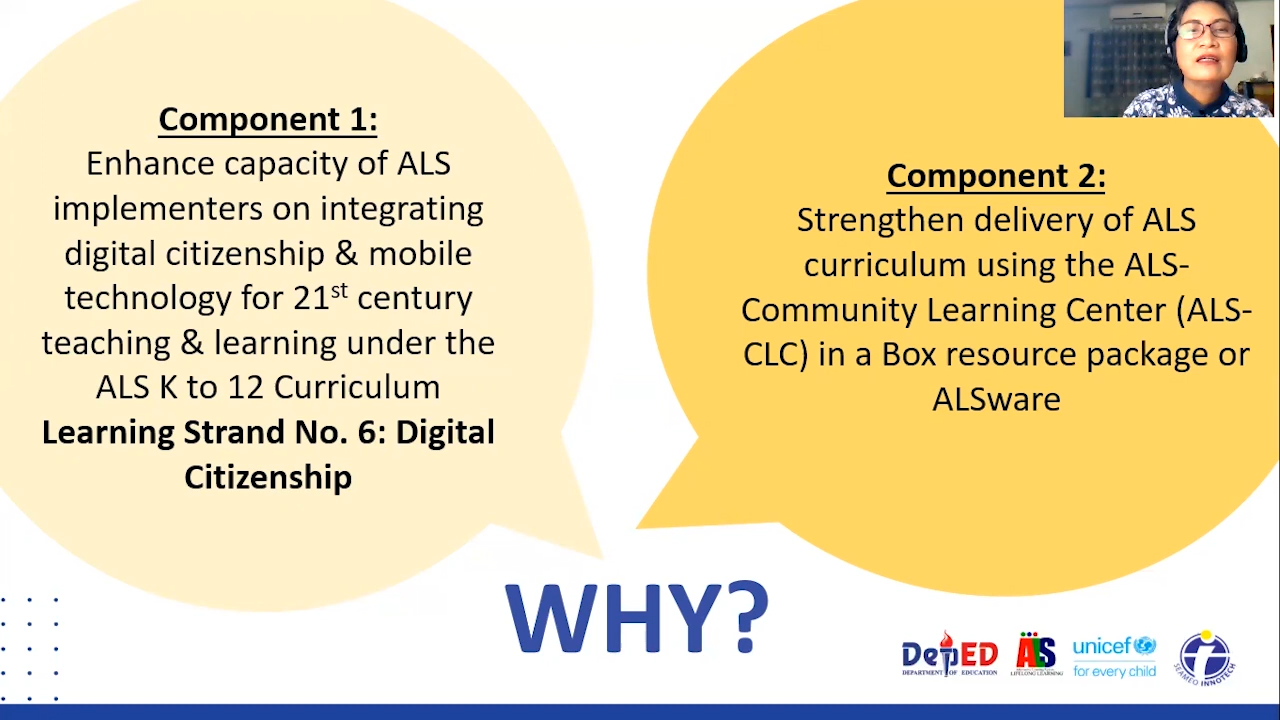 Component 1:
Enhance capacity of ALS
implementers on integrating
digital citizenship & mobile
technology for 21st century
teaching & learning under the
ALS K to 12 Curriculum
Learning Strand No. 6: Digital
Citizenship
Component 2:
Strengthen delivery of ALS
curriculum using the ALS-
Community Learning Center (ALS-
CLC) in a Box resource package or
ALSware
WHY?
DepED
DEPARTMENT OF EDUCATION
ALS
LIFELONG LEARNING
unicef
for every child
SEAMEO INNOTECH